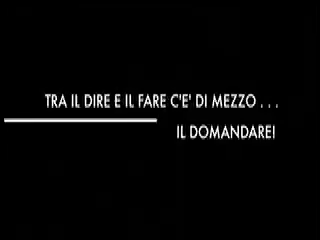 TRA IL DIRE E IL FARE C'E' DI MEZZO . . .
IL DOMANDARE!